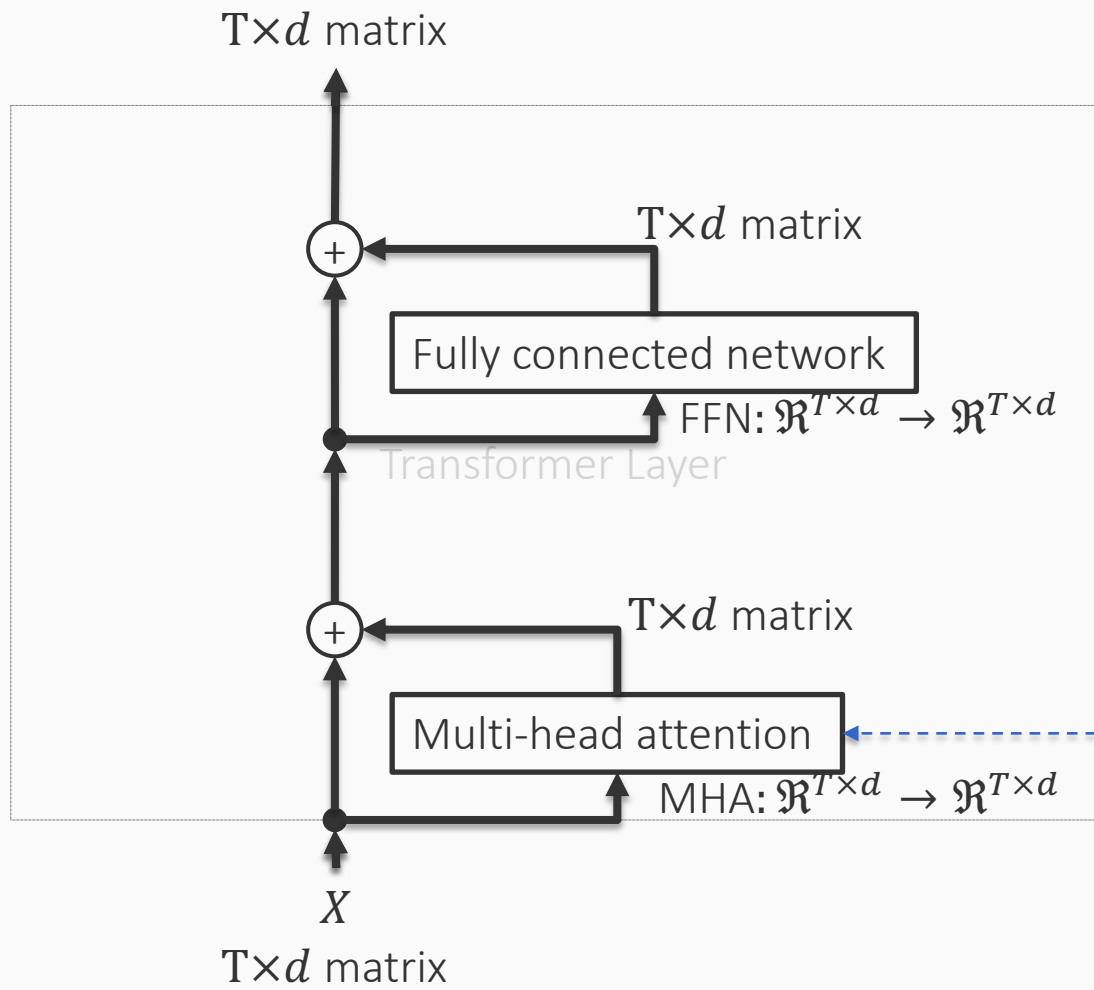 T×d matrix
T×d matrix
+
Fully connected network
FFN: ℜ^{T×d} → ℜ^{T×d}
Transformer Layer
T×d matrix
+
Multi-head attention
MHA: ℜ^{T×d} → ℜ^{T×d}
X
T×d matrix